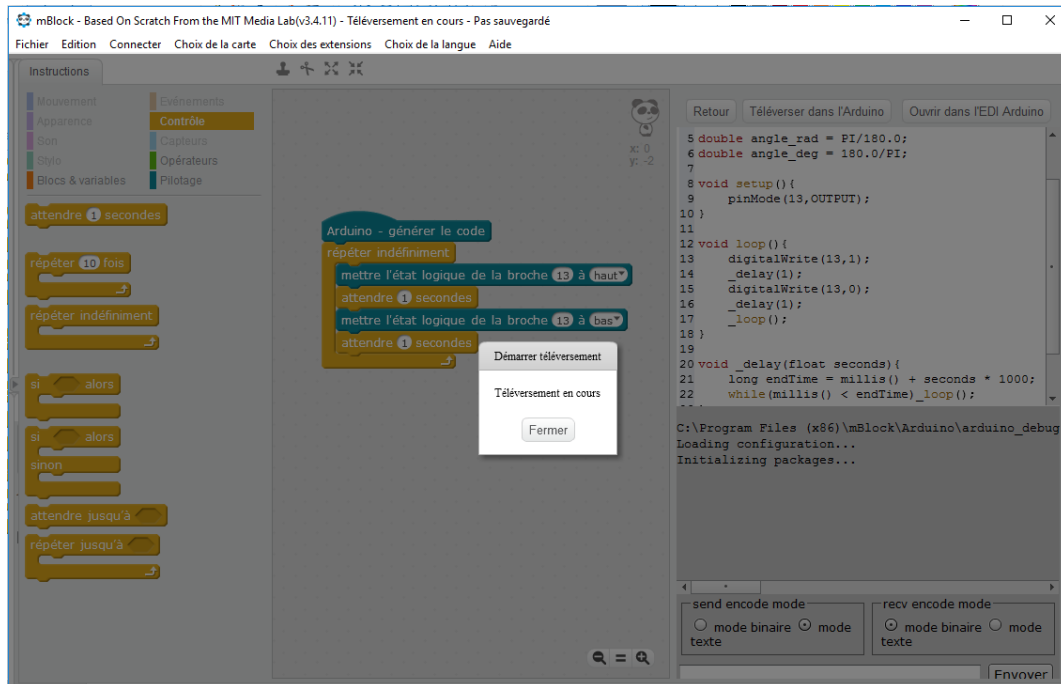 mBlock - Based On Scratch From the MIT Media Lab(v3.4.11) - Téléversement en cours - Pas sauvegardé
Fichier Edition Connecter Choix de la carte Choix des extensions Choix de la langue Aide
Instructions
Mouvement Evénements
Apparence Contrôle
Son Capteurs
Stylo Opérateurs
Blocs & variables Pilotage
attendre 1 secondes
répéter 10 fois
répéter indéfiniment
si alors
si alors
sinon
attendre jusqu'à
répéter jusqu'à
x: 0
y: -2
Arduino - générer le code
répéter indéfiniment
mettre l'état logique de la broche 13 à haut
attendre 1 secondes
mettre l'état logique de la broche 13 à bas
attendre 1 secondes
Démarrer téléversement
Téléversement en cours
Fermer
Retour Téléverser dans l'Arduino Ouvrir dans l'EDI Arduino
5 double angle_rad = PI/180.0;
6 double angle_deg = 180.0/PI;
7
8 void setup(){
9 pinMode(13,OUTPUT);
10 }
11
12 void loop(){
13 digitalWrite(13,1);
14 _delay(1);
15 digitalWrite(13,0);
16 _delay(1);
17 _loop();
18 }
19
20 void _delay(float seconds){
21 long endTime = millis() + seconds * 1000;
22 while(millis() < endTime)_loop();
C:\Program Files (x86)\mBlock\Arduino\arduino_debug
Loading configuration...
Initializing packages...
send encode mode recv encode mode
mode binaire mode mode binaire mode
texte texte
Envoyer